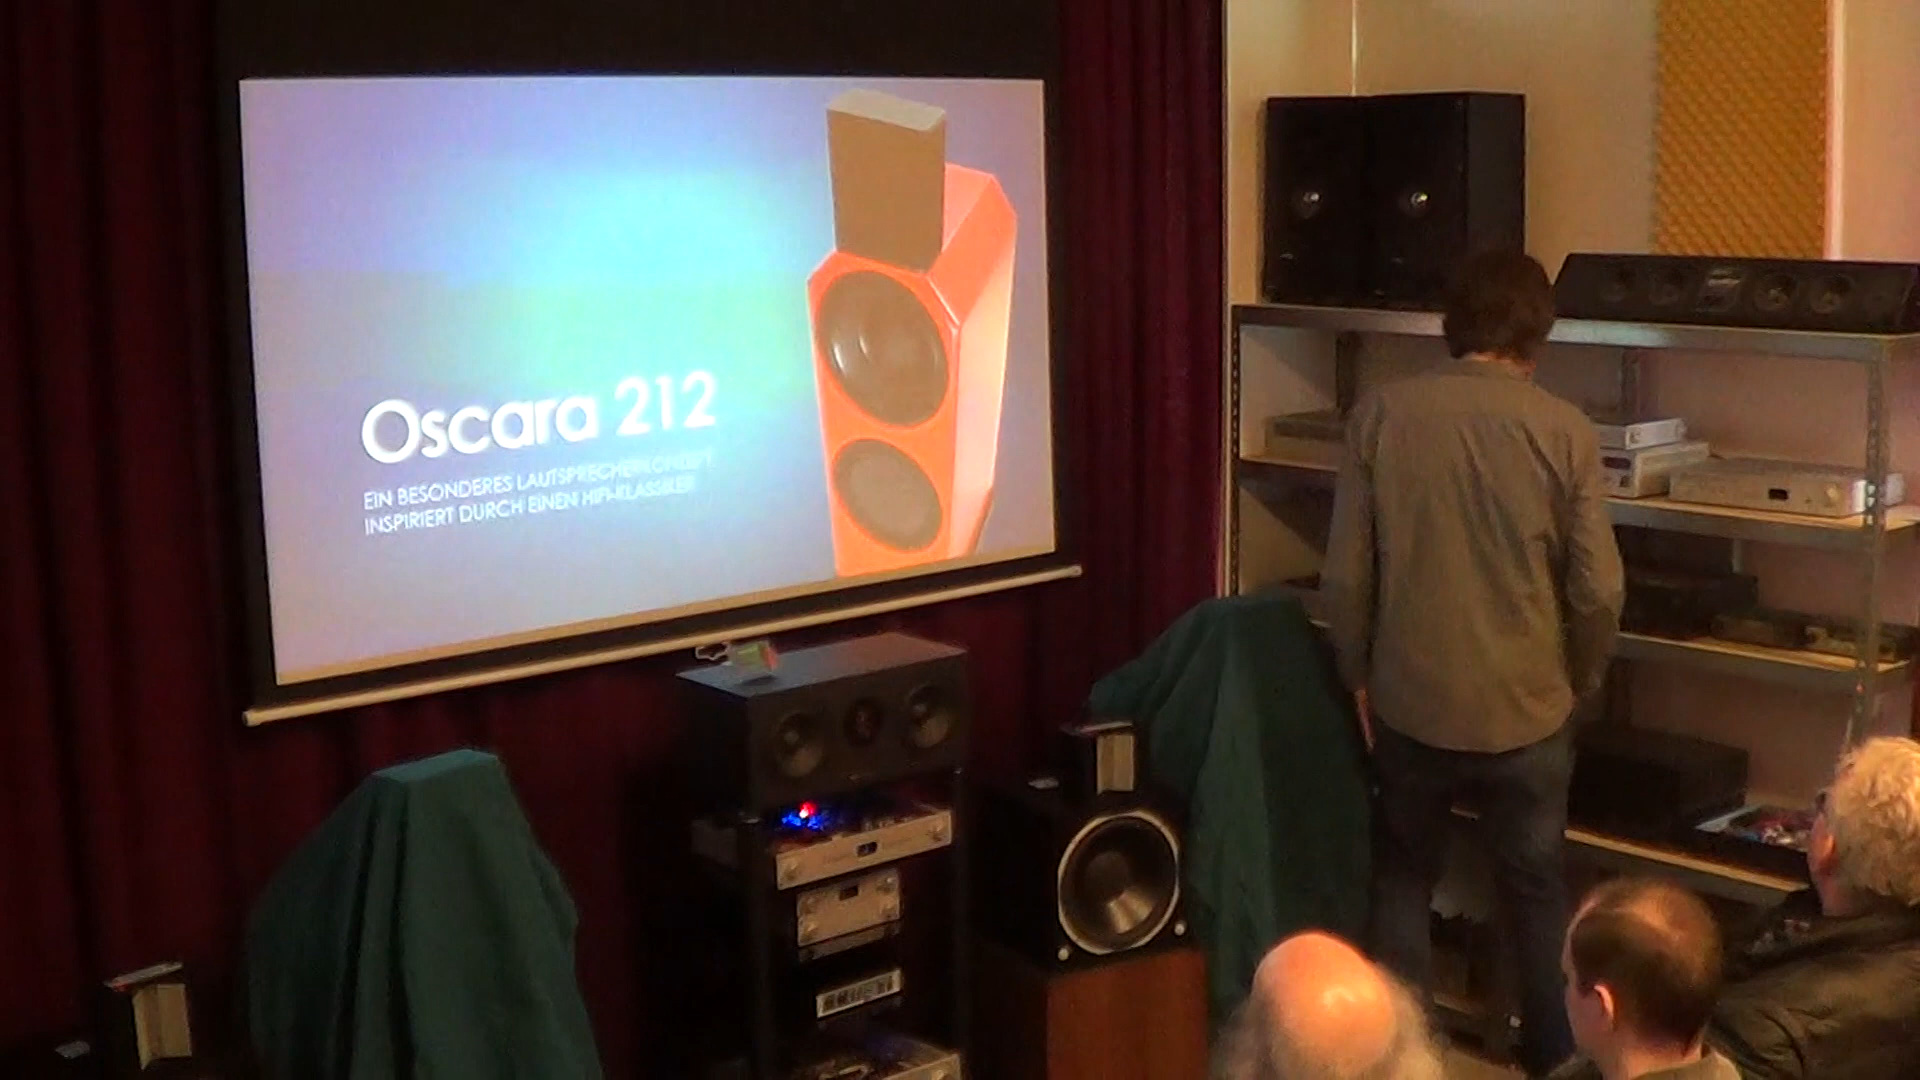 Oscara 212
EIN BESONDERES LAUTSPRECHERKONZEPT
INSPIRIERT DURCH EINEN HIFI-KLASSIKER